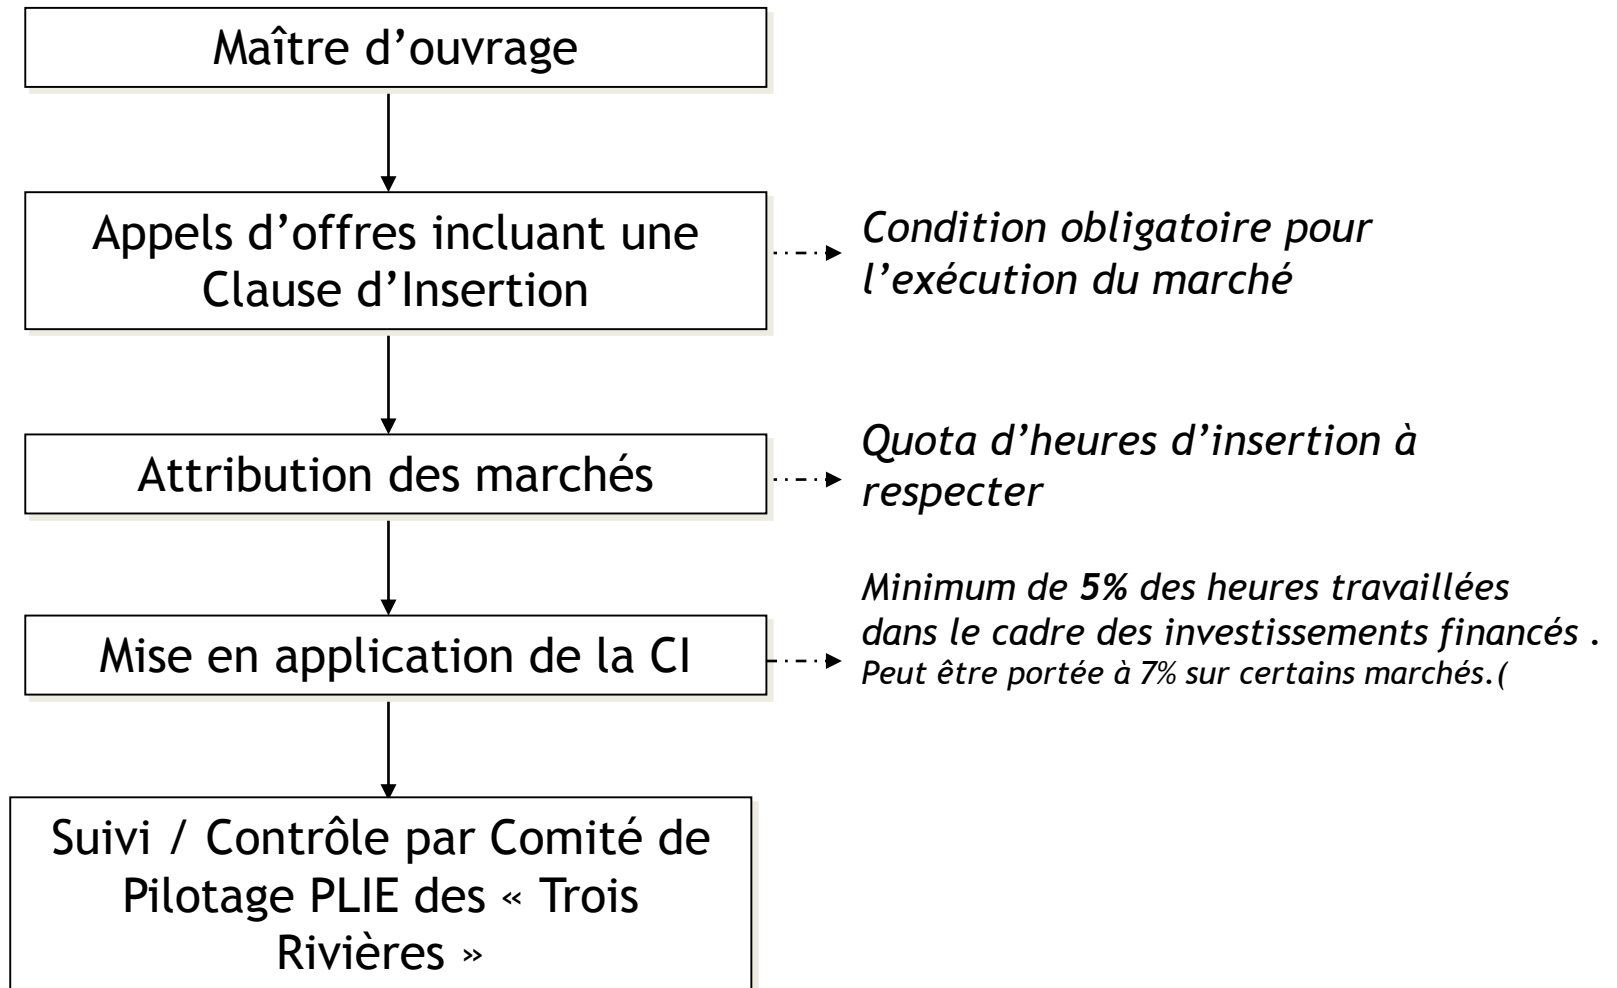 Maître d’ouvrage
Appels d’offres incluant une
Clause d’Insertion
Condition obligatoire pour
l’exécution du marché
Attribution des marchés
Quota d’heures d’insertion à
respecter
Mise en application de la CI
Minimum de 5% des heures travaillées
dans le cadre des investissements financés .
Peut être portée à 7% sur certains marchés.(
Suivi / Contrôle par Comité de
Pilotage PLIE des « Trois
Rivières »